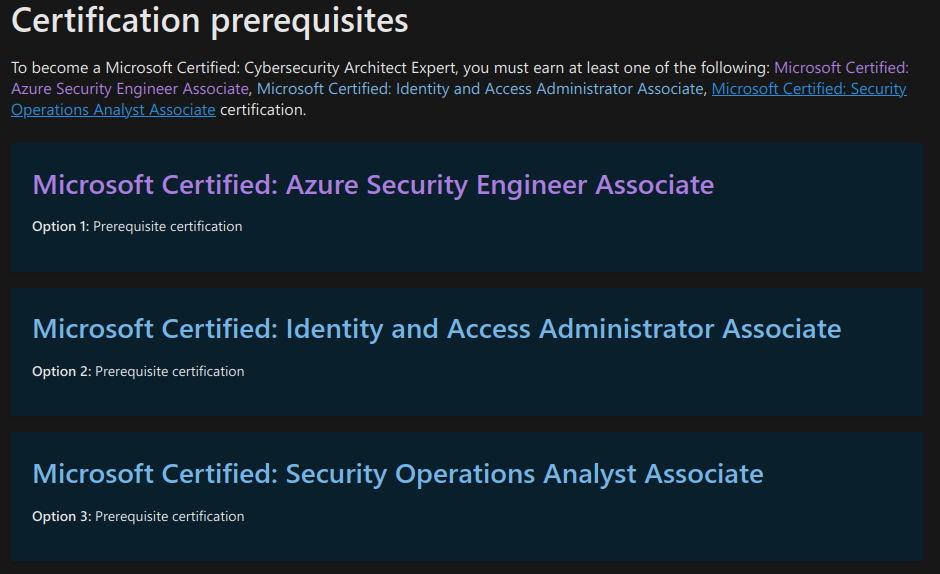 Certification prerequisites
To become a Microsoft Certified: Cybersecurity Architect Expert, you must earn at least one of the following: Microsoft Certified:
Azure Security Engineer Associate, Microsoft Certified: Identity and Access Administrator Associate, Microsoft Certified: Security
Operations Analyst Associate certification.
Microsoft Certified: Azure Security Engineer Associate
Option 1: Prerequisite certification
Microsoft Certified: Identity and Access Administrator Associate
Option 2: Prerequisite certification
Microsoft Certified: Security Operations Analyst Associate
Option 3: Prerequisite certification